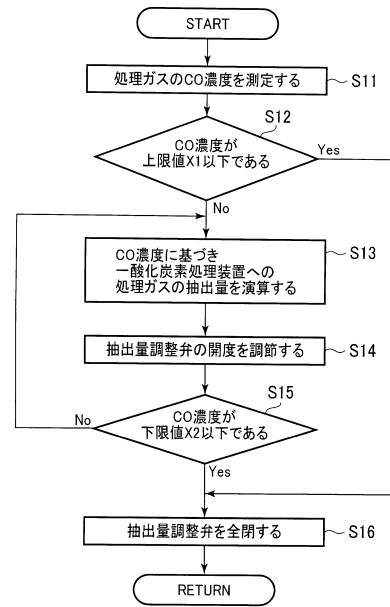 START
処理ガスのCO濃度を測定する
S11
S12
CO濃度が
上限値X1以下である
Yes
No
CO濃度に基づき
一酸化炭素処理装置への
処理ガスの抽出量を演算する
S13
抽出量調整弁の開度を調節する
S14
S15
CO濃度が
下限値X2以下である
No
Yes
抽出量調整弁を全閉する
S16
RETURN